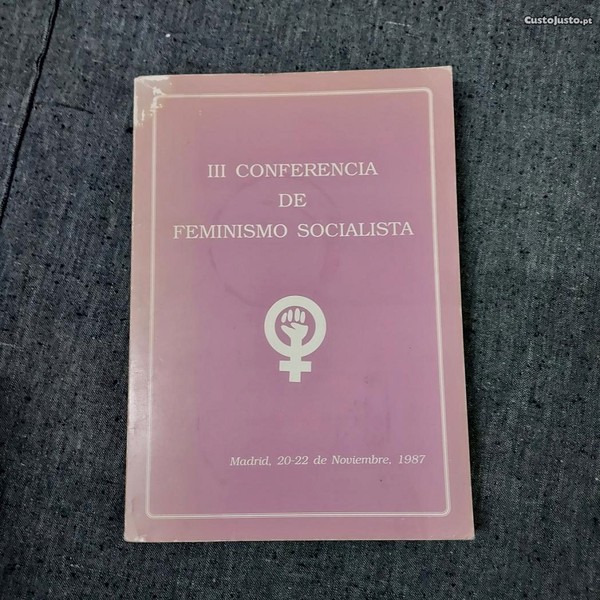 CustoJusto.pt
III CONFERENCIA
DE
FEMINISMO SOCIALISTA
Madrid, 20-22 de Noviembre, 1987